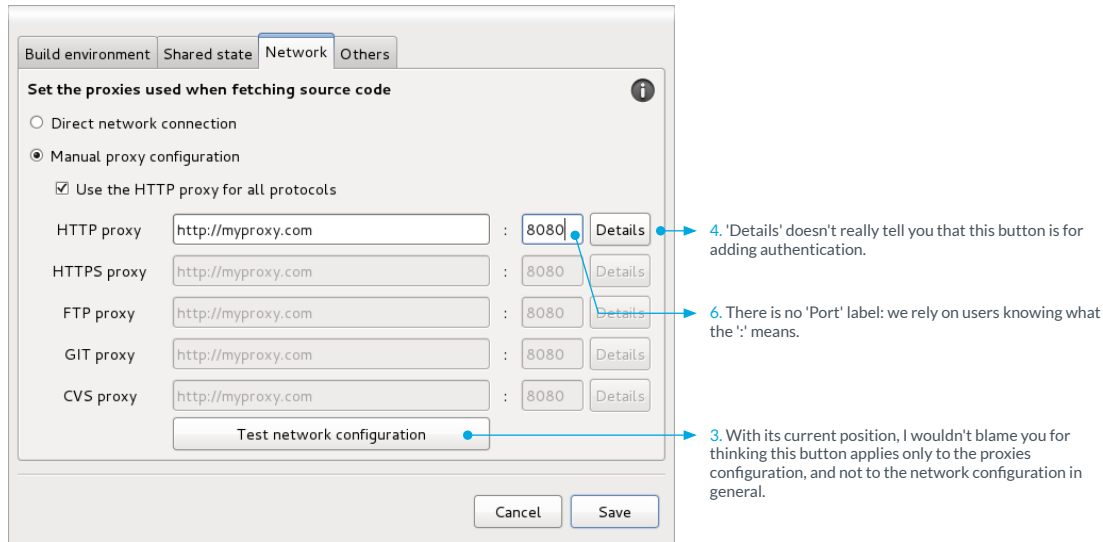 Build environment Shared state Network Others
Set the proxies used when fetching source code
Direct network connection
Manual proxy configuration
Use the HTTP proxy for all protocols
HTTP proxy http://myproxy.com : 8080 Details
HTTPS proxy http://myproxy.com : 8080 Details
FTP proxy http://myproxy.com : 8080 Details
GIT proxy http://myproxy.com : 8080 Details
CVS proxy http://myproxy.com : 8080 Details
Test network configuration
Cancel Save
4. 'Details' doesn't really tell you that this button is for
adding authentication.
6. There is no 'Port' label: we rely on users knowing what
the ':' means.
3. With its current position, I wouldn't blame you for
thinking this button applies only to the proxies
configuration, and not to the network configuration in
general.